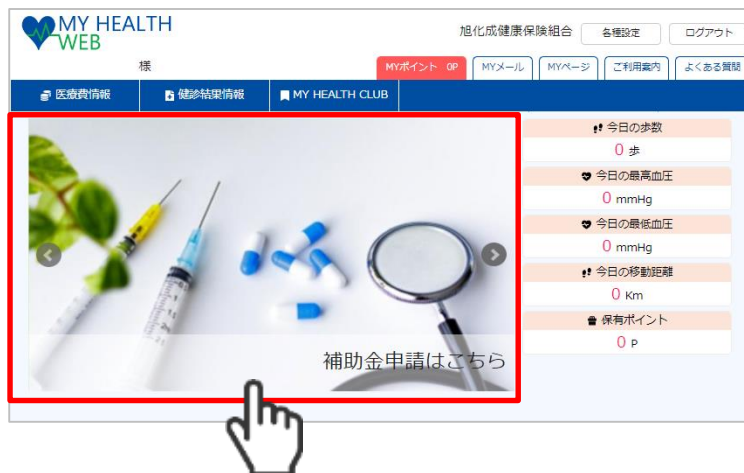 MY HEALTH
WEB
旭化成健康保険組合
各種設定
ログアウト
様
MYポイント 0P
MYメール
MYページ
ご利用案内
よくある質問
医療費情報
健診結果情報
MY HEALTH CLUB
今日の歩数
0 歩
今日の最高血圧
0 mmHg
今日の最低血圧
0 mmHg
今日の移動距離
0 Km
保有ポイント
0 P
補助金申請はこちら